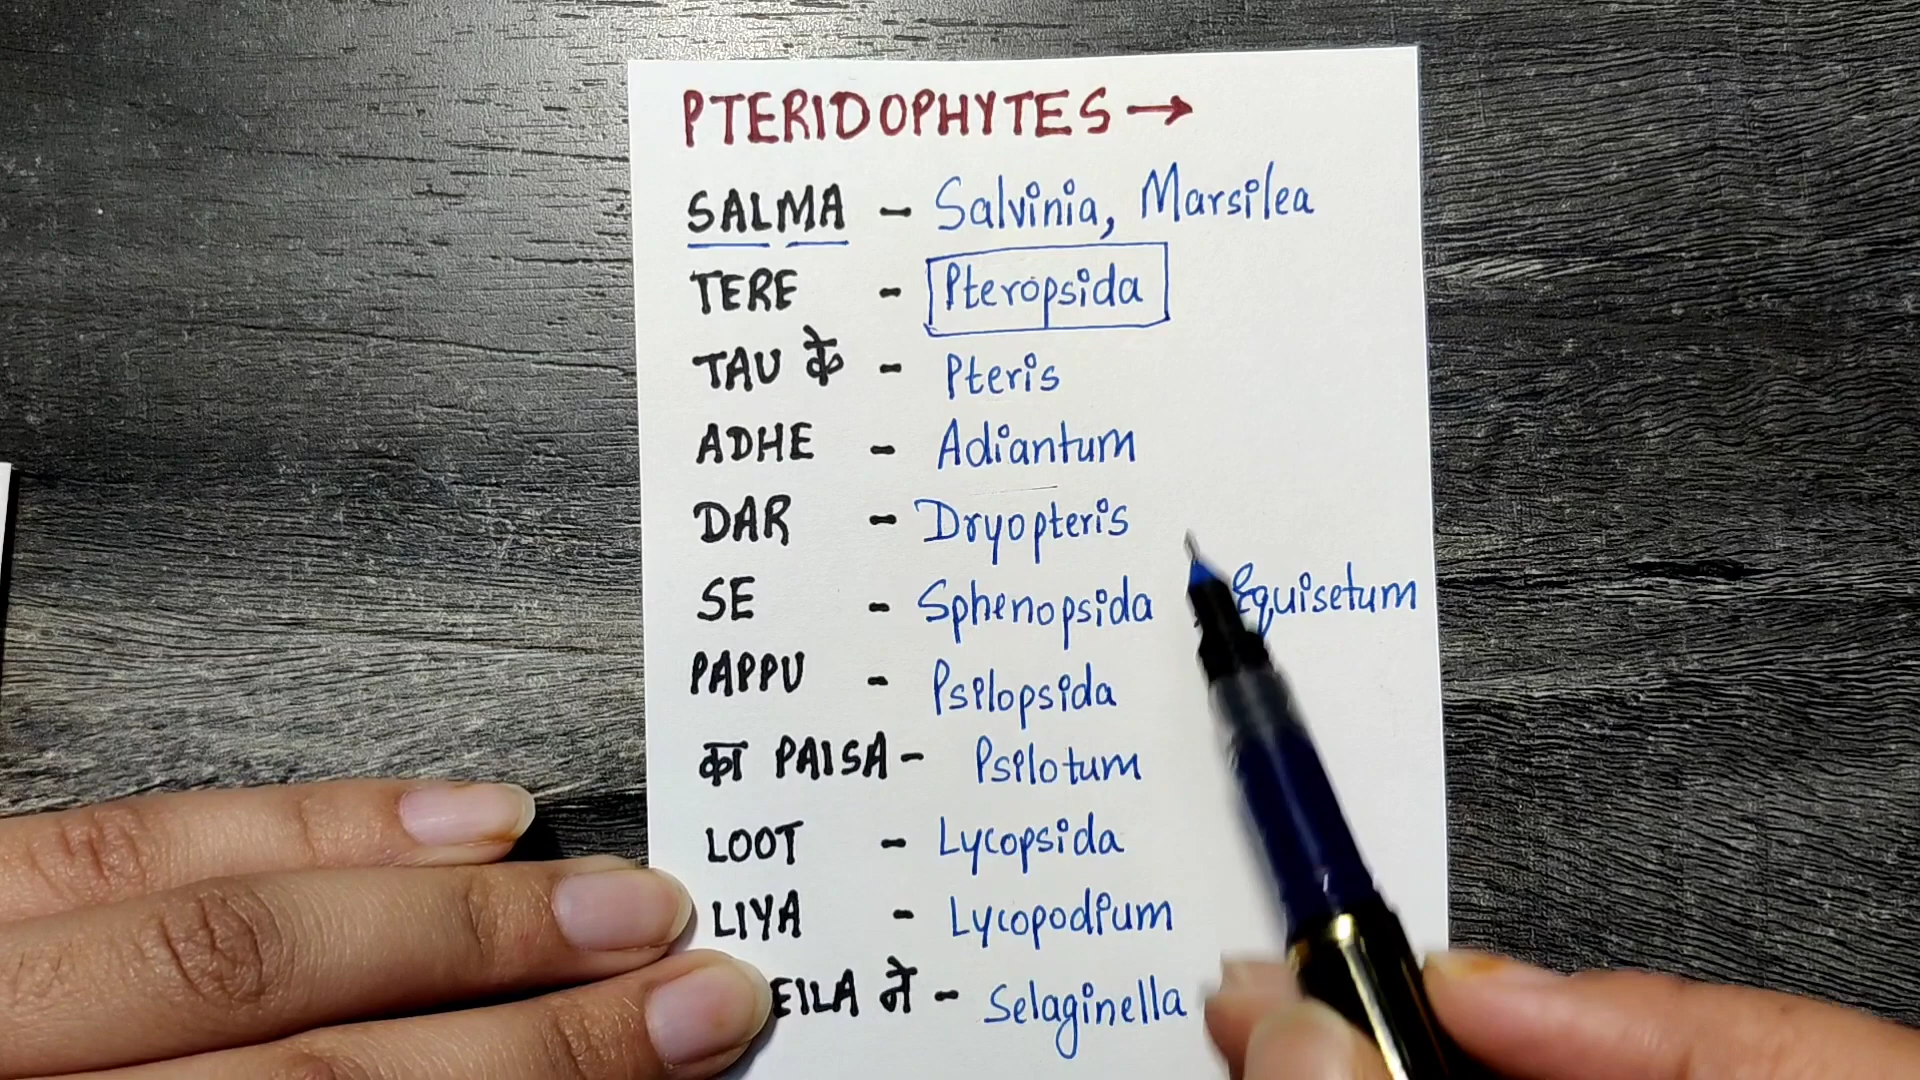 PTERIDOPHYTES →
SALMA - Salvinia, Marsilea
TERE - Pteropsida
TAU के - Pteris
ADHE - Adiantum
DAR - Dryopteris
SE - Sphenopsida Equisetum
PAPPU - Psilopsida
का PAISA - Psilotum
LOOT - Lycopsida
LIYA - Lycopodium
EILA ने - Selaginella